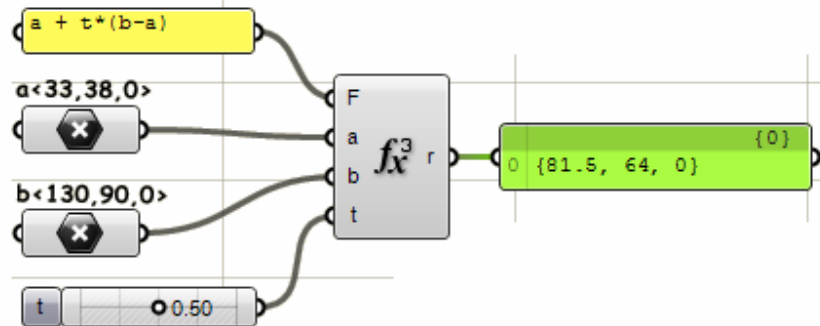 a + t*(b-a)
a<33,38,0>
b<130,90,0>
F
a
b
t
fx3
r
{0}
0 {81.5, 64, 0}
t 0.50